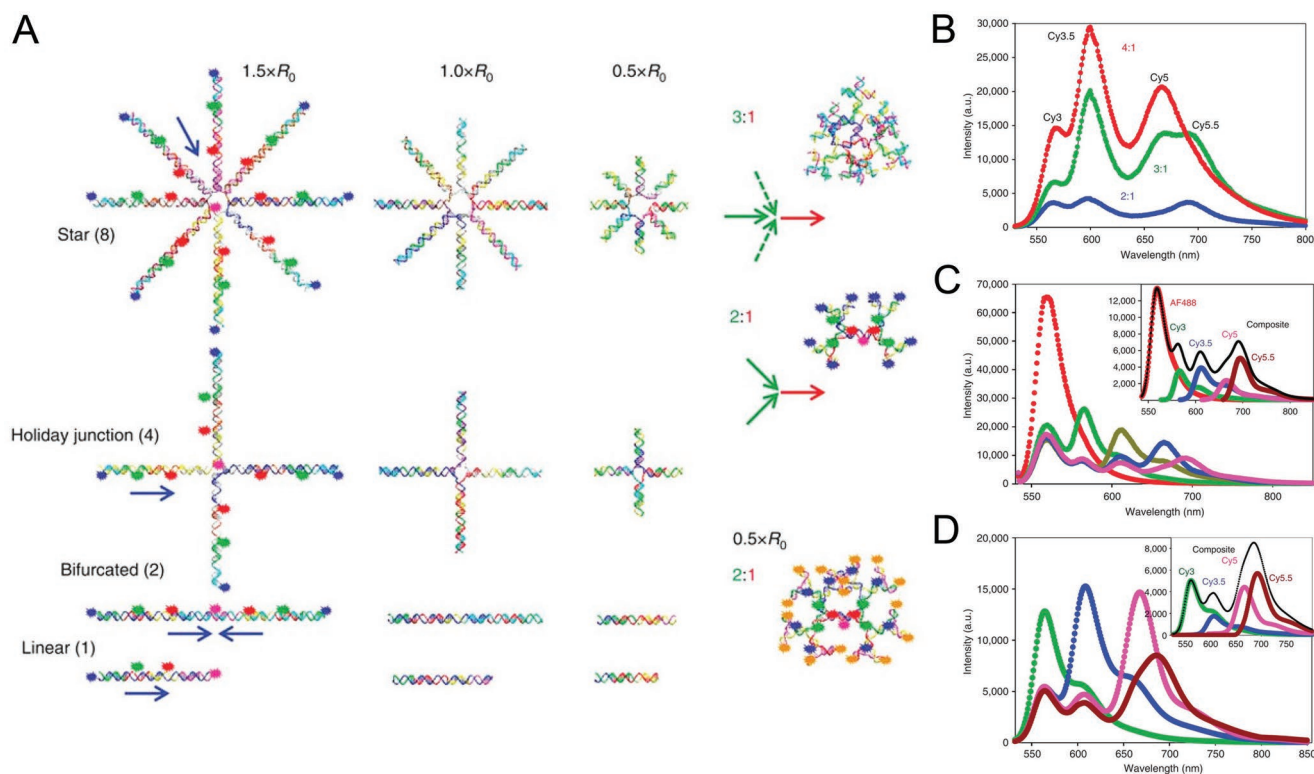 A
1.5×R0
1.0×R0
0.5×R0
Star (8)
Holiday junction (4)
Bifurcated (2)
Linear (1)
3:1
2:1
0.5×R0
2:1
B
30,000
25,000
20,000
15,000
10,000
5,000
0
Intensity (a.u.)
Cy3.5
4:1
Cy5
Cy3
Cy5.5
3:1
2:1
550 600 650 700 750 800
Wavelength (nm)
C
70,000
60,000
50,000
40,000
30,000
20,000
10,000
0
Intensity (a.u.)
550 600 700 800
Wavelength (nm)
12,000
10,000
8,000
6,000
4,000
2,000
Intensity (a.u.)
AF488
Cy3
Cy3.5
Cy5
Composite
Cy5.5
550 600 700 800
Wavelength (nm)
D
20,000
15,000
10,000
5,000
0
Intensity (a.u.)
550 600 650 700 750 800 850
Wavelength (nm)
8,000
6,000
4,000
2,000
0
Intensity (a.u.)
Composite
Cy3
Cy5
Cy3.5
Cy5.5
550 600 650 700 750
Wavelength (nm)